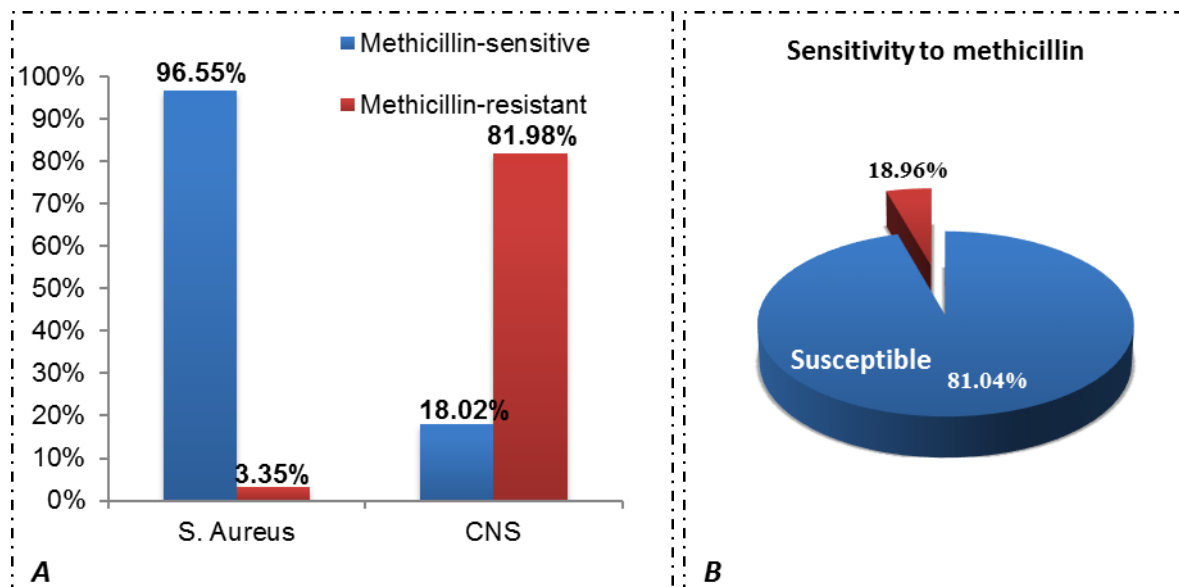 Methicillin-sensitive
Methicillin-resistant
100%
90%
80%
70%
60%
50%
40%
30%
20%
10%
0%
96.55%
3.35%
18.02%
81.98%
S. Aureus
CNS
A
Sensitivity to methicillin
18.96%
Susceptible
81.04%
B